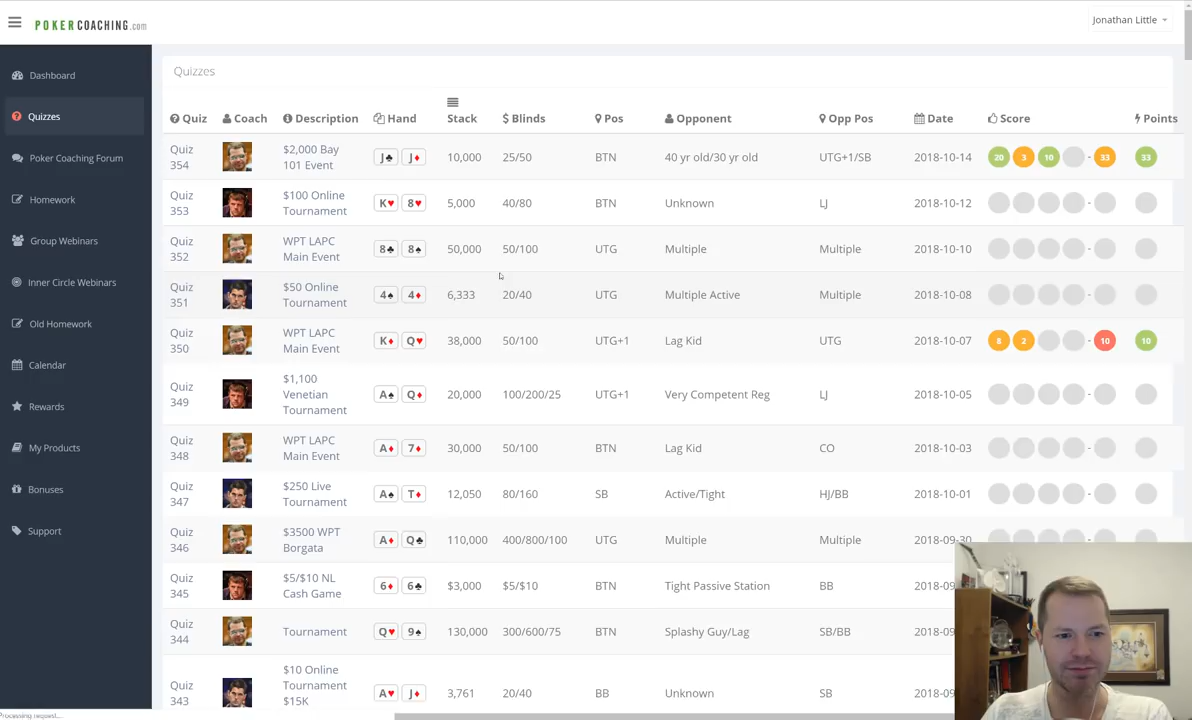 POKERCOACHING.com
Jonathan Little
Dashboard
Quizzes
Poker Coaching Forum
Homework
Group Webinars
Inner Circle Webinars
Old Homework
Calendar
Rewards
My Products
Bonuses
Support
Quizzes
Quiz Coach Description Hand Stack $ Blinds Pos Opponent Opp Pos Date Score Points
Quiz 354 $2,000 Bay 101 Event J♣ J♦ 10,000 25/50 BTN 40 yr old/30 yr old UTG+1/SB 2018-10-14 20 3 10 - 33 33
Quiz 353 $100 Online Tournament K♥ 8♥ 5,000 40/80 BTN Unknown LJ 2018-10-12 -
Quiz 352 WPT LAPC Main Event 8♣ 8♠ 50,000 50/100 UTG Multiple Multiple 2018-10-10 -
Quiz 351 $50 Online Tournament 4♠ 4♦ 6,333 20/40 UTG Multiple Active Multiple 2018-10-08 -
Quiz 350 WPT LAPC Main Event K♦ Q♥ 38,000 50/100 UTG+1 Lag Kid UTG 2018-10-07 8 2 - 10 10
Quiz 349 $1,100 Venetian Tournament A♠ Q♦ 20,000 100/200/25 UTG+1 Very Competent Reg LJ 2018-10-05 -
Quiz 348 WPT LAPC Main Event A♦ 7♦ 30,000 50/100 BTN Lag Kid CO 2018-10-03 -
Quiz 347 $250 Live Tournament A♠ T♦ 12,050 80/160 SB Active/Tight HJ/BB 2018-10-01 -
Quiz 346 $3500 WPT Borgata A♦ Q♣ 110,000 400/800/100 UTG Multiple Multiple 2018-09-30 -
Quiz 345 $5/$10 NL Cash Game 6♦ 6♣ $3,000 $5/$10 BTN Tight Passive Station BB 2018-09-
Quiz 344 Tournament Q♥ 9♠ 130,000 300/600/75 BTN Splashy Guy/Lag SB/BB 2018-09-
Quiz 343 $10 Online Tournament $15K A♥ J♦ 3,761 20/40 BB Unknown SB 2018-09-
Processing request...